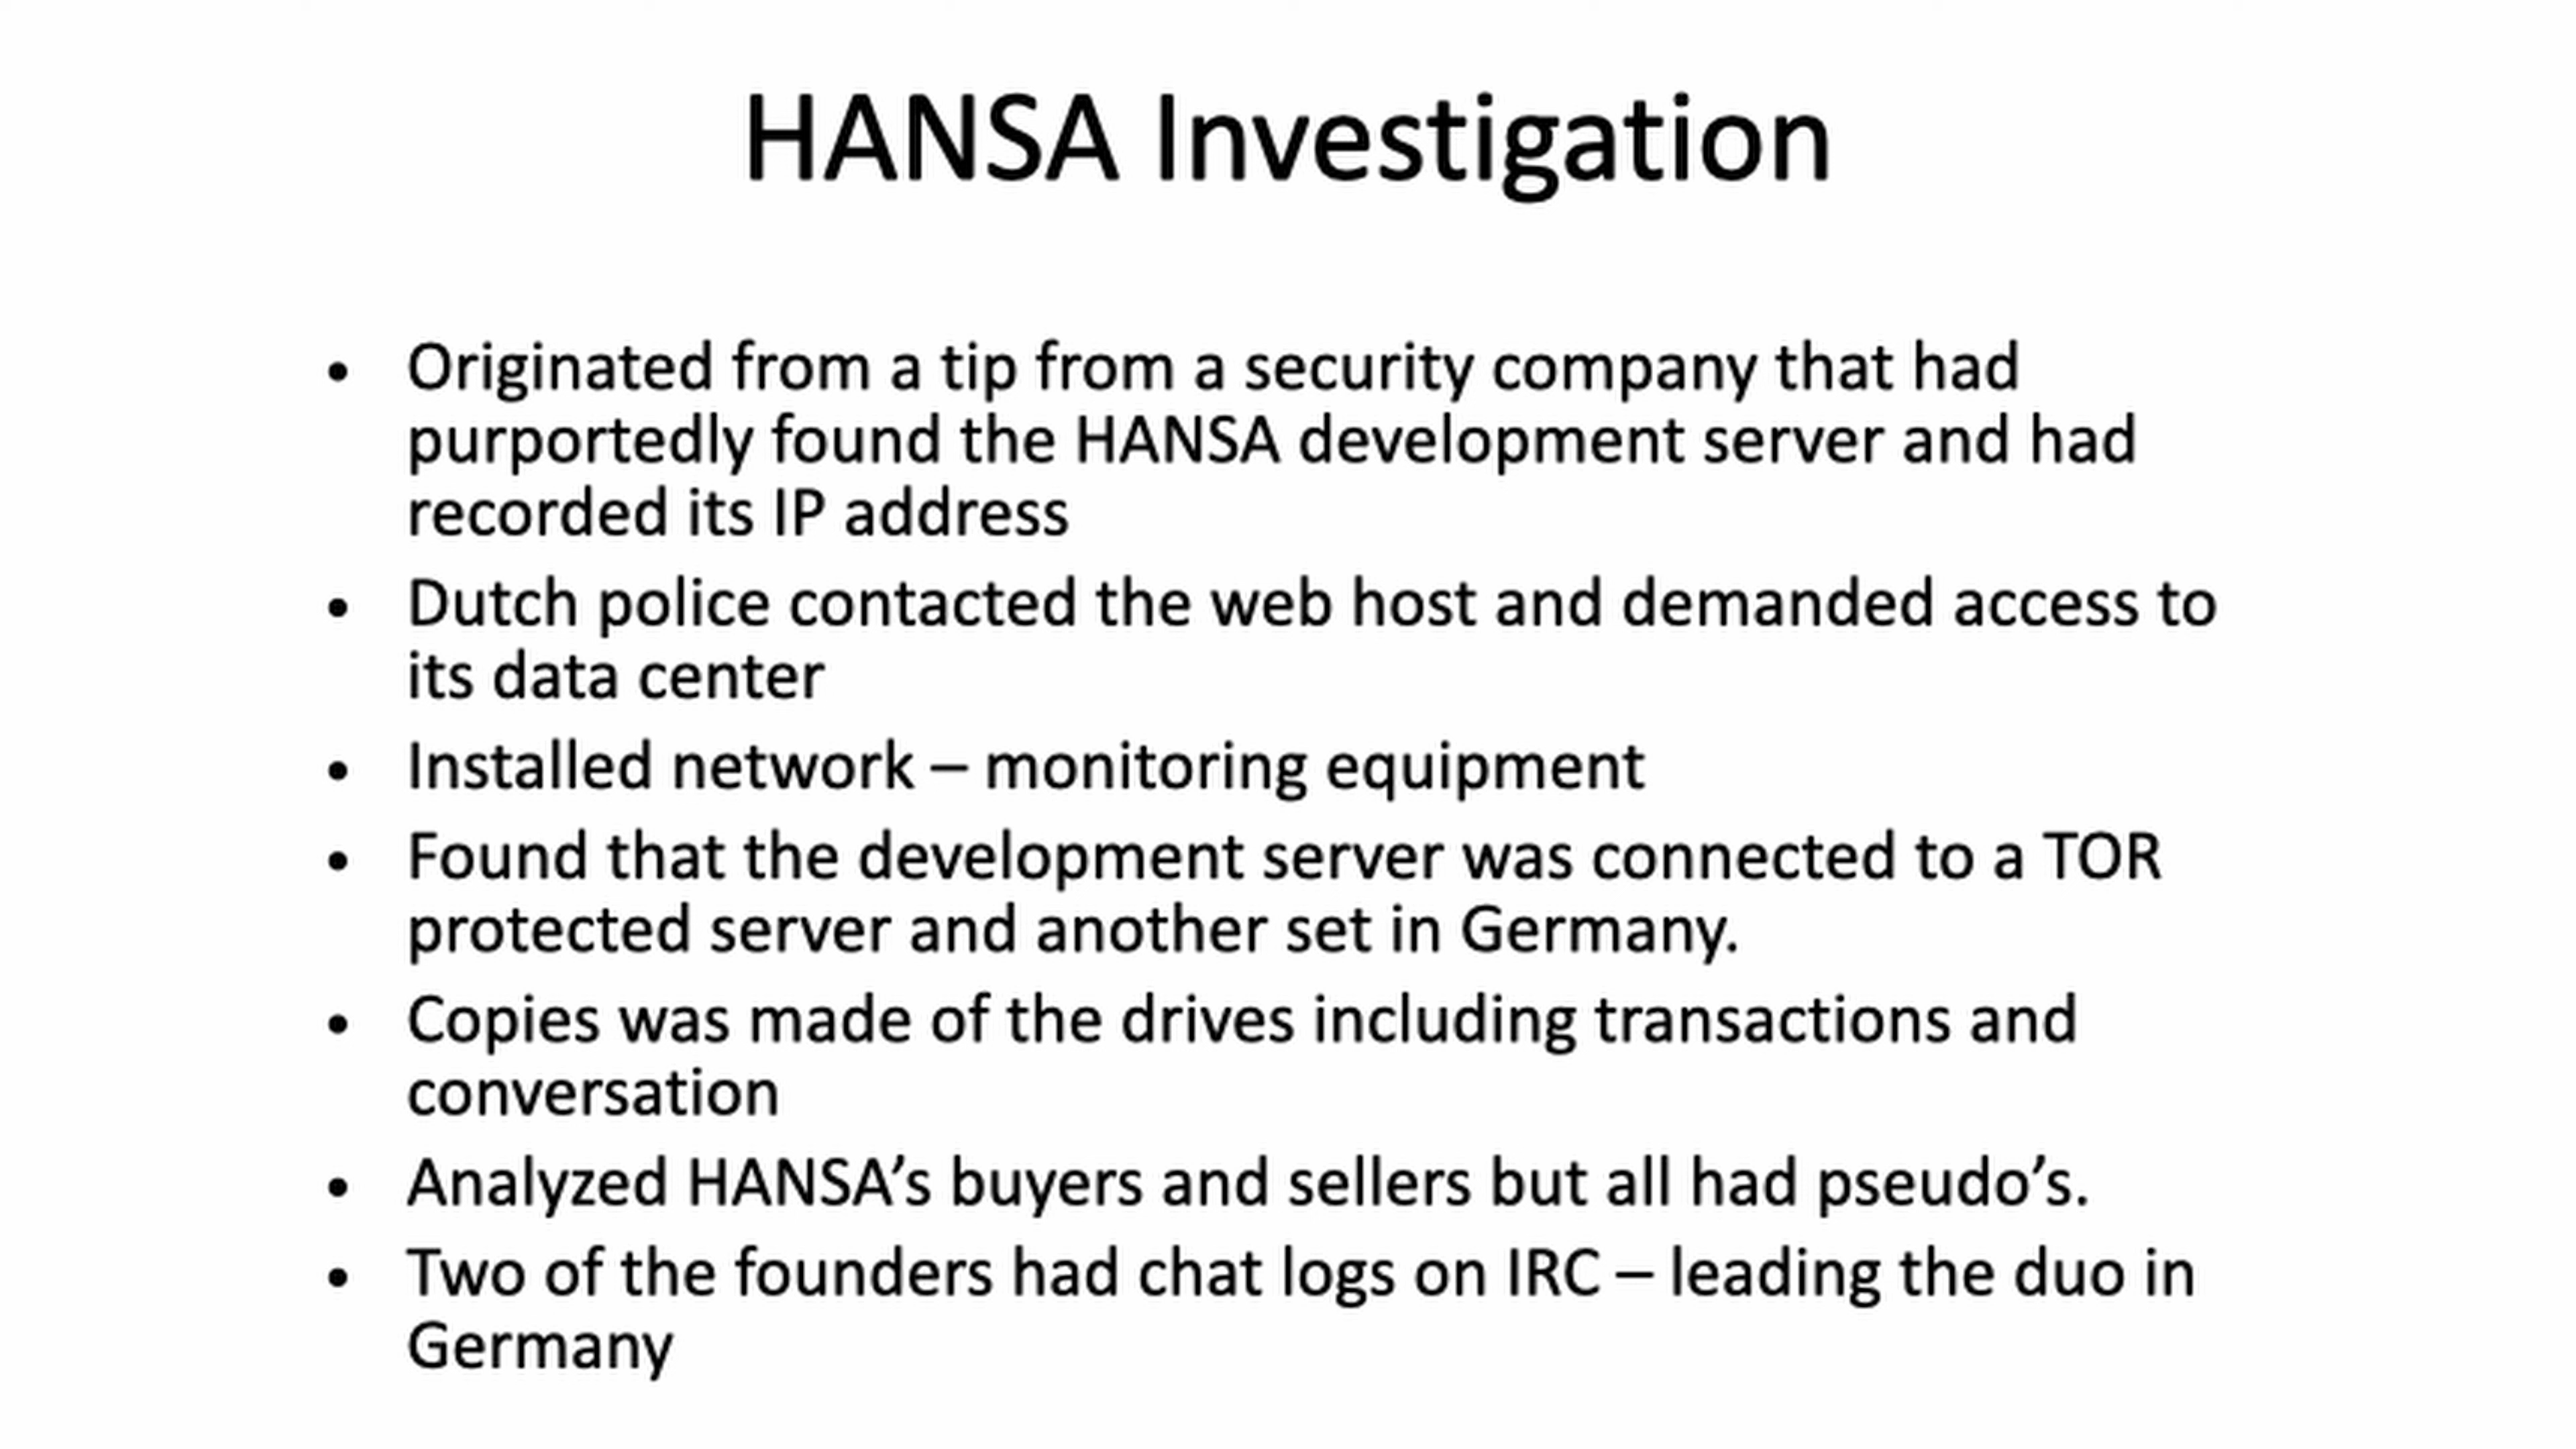 HANSA Investigation
• Originated from a tip from a security company that had
purportedly found the HANSA development server and had
recorded its IP address
• Dutch police contacted the web host and demanded access to
its data center
• Installed network – monitoring equipment
• Found that the development server was connected to a TOR
protected server and another set in Germany.
• Copies was made of the drives including transactions and
conversation
• Analyzed HANSA’s buyers and sellers but all had pseudo’s.
• Two of the founders had chat logs on IRC – leading the duo in
Germany